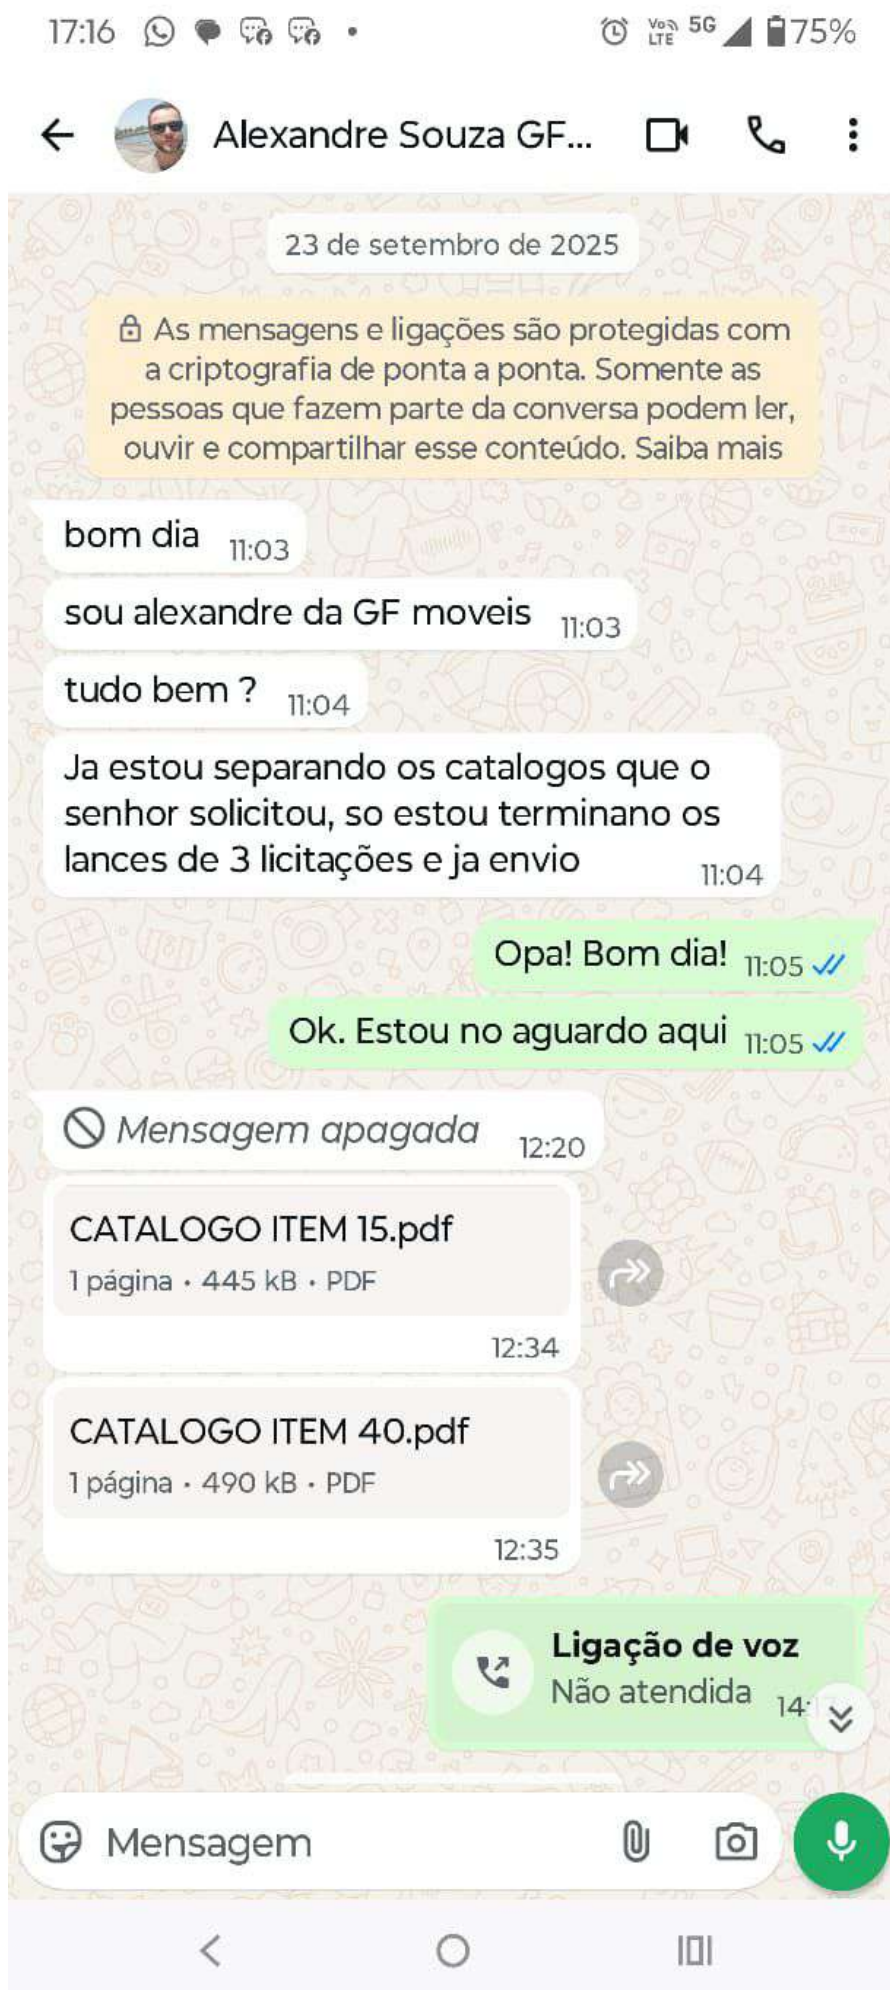 17:16
Vo LTE 5G 75%
Alexandre Souza GF...
23 de setembro de 2025
As mensagens e ligações são protegidas com
a criptografia de ponta a ponta. Somente as
pessoas que fazem parte da conversa podem ler,
ouvir e compartilhar esse conteúdo. Saiba mais
bom dia 11:03
sou alexandre da GF moveis 11:03
tudo bem ? 11:04
Ja estou separando os catalogos que o
senhor solicitou, so estou terminano os
lances de 3 licitações e ja envio 11:04
Opa! Bom dia! 11:05
Ok. Estou no aguardo aqui 11:05
Mensagem apagada 12:20
CATALOGO ITEM 15.pdf
1 página • 445 kB • PDF
12:34
CATALOGO ITEM 40.pdf
1 página • 490 kB • PDF
12:35
Ligação de voz
Não atendida
Mensagem